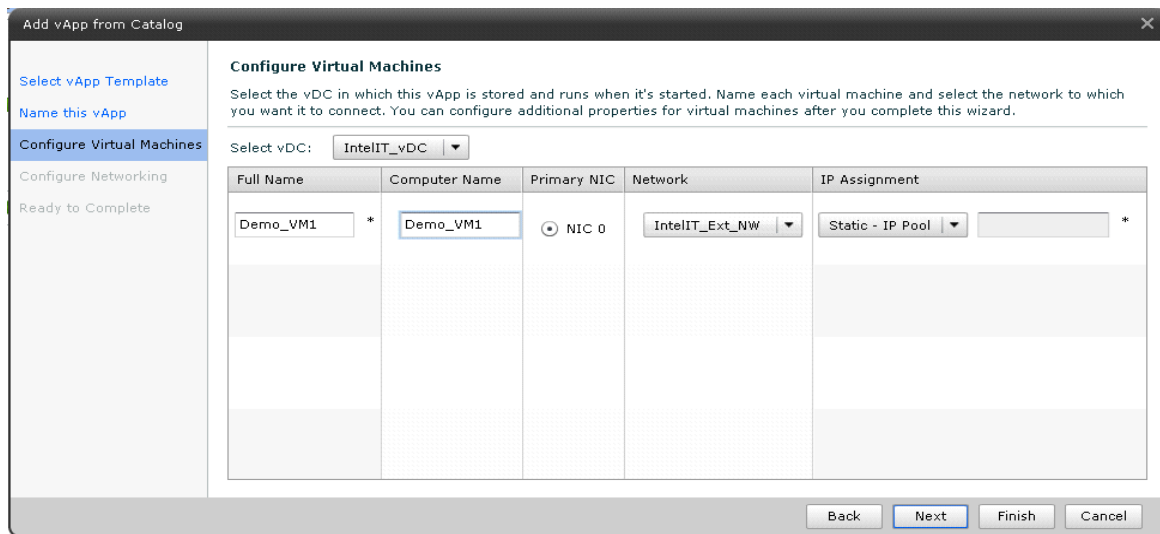 Add vApp from Catalog
Select vApp Template
Name this vApp
Configure Virtual Machines
Configure Networking
Ready to Complete
Configure Virtual Machines
Select the vDC in which this vApp is stored and runs when it's started. Name each virtual machine and select the network to which
you want it to connect. You can configure additional properties for virtual machines after you complete this wizard.
Select vDC: IntelIT_vDC
Full Name Computer Name Primary NIC Network IP Assignment
Demo_VM1 * Demo_VM1 NIC 0 IntelIT_Ext_NW Static - IP Pool *
Back Next Finish Cancel